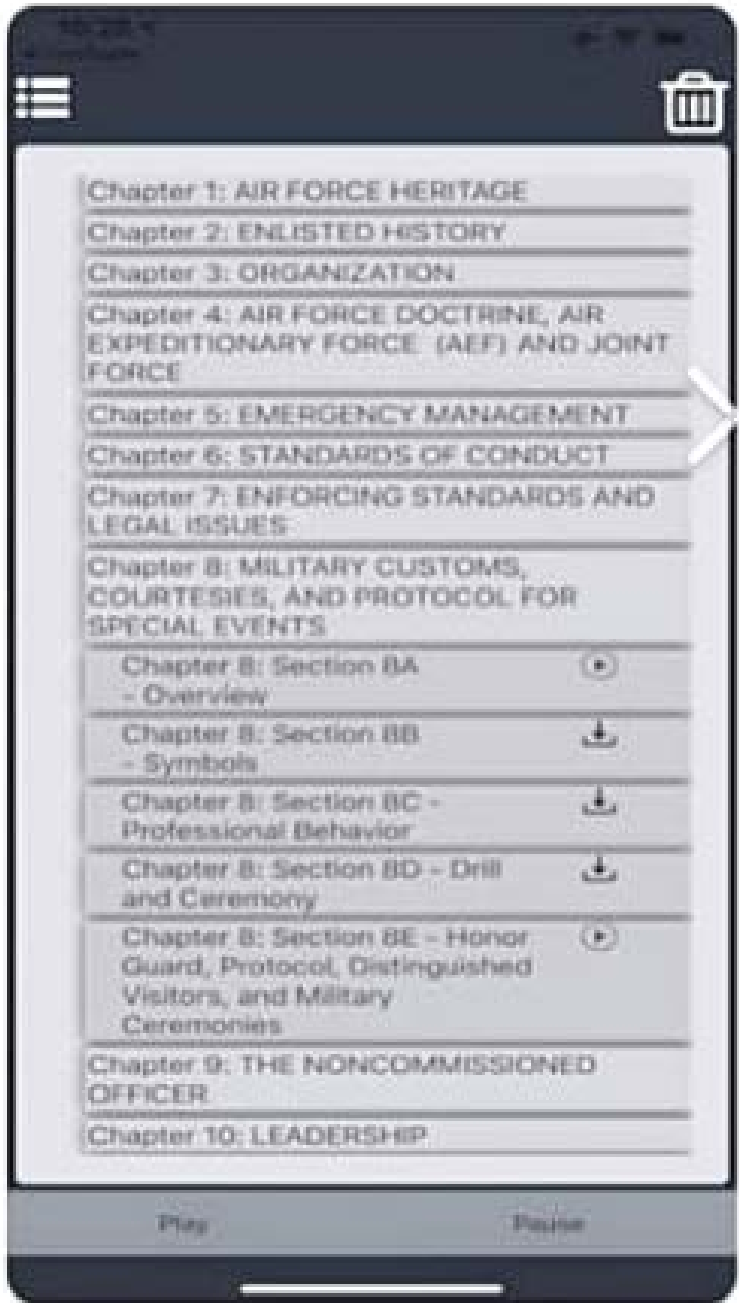 Chapter 1: AIR FORCE HERITAGE
Chapter 2: ENLISTED HISTORY
Chapter 3: ORGANIZATION
Chapter 4: AIR FORCE DOCTRINE, AIR
EXPEDITIONARY FORCE (AEF) AND JOINT
FORCE
Chapter 5: EMERGENCY MANAGEMENT
Chapter 6: STANDARDS OF CONDUCT
Chapter 7: ENFORCING STANDARDS AND
LEGAL ISSUES
Chapter 8: MILITARY CUSTOMS,
COURTESIES, AND PROTOCOL FOR
SPECIAL EVENTS
Chapter 8: Section 8A
- Overview
Chapter 8: Section 8B
- Symbols
Chapter 8: Section 8C -
Professional Behavior
Chapter 8: Section 8D - Drill
and Ceremony
Chapter 8: Section 8E - Honor
Guard, Protocol, Distinguished
Visitors, and Military
Ceremonies
Chapter 9: THE NONCOMMISSIONED
OFFICER
Chapter 10: LEADERSHIP
Play Pause